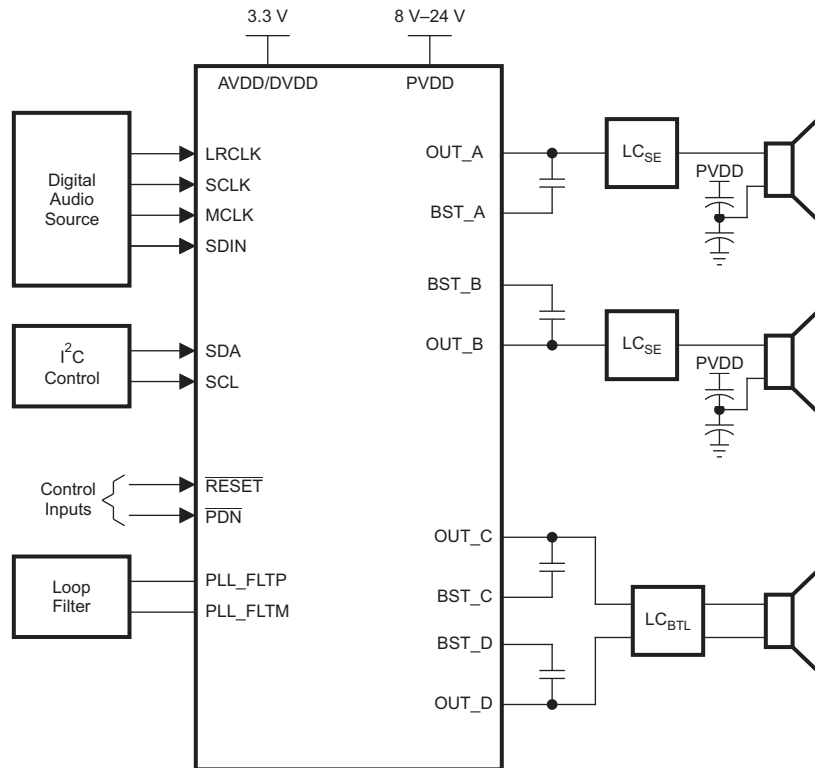 3.3 V
8 V–24 V
AVDD/DVDD
PVDD
Digital
Audio
Source
LRCLK
SCLK
MCLK
SDIN
I²C
Control
SDA
SCL
Control
Inputs
RESET
PDN
Loop
Filter
PLL_FLTP
PLL_FLTM
OUT_A
BST_A
LC_SE
PVDD
BST_B
OUT_B
LC_SE
PVDD
OUT_C
BST_C
BST_D
OUT_D
LC_BTL